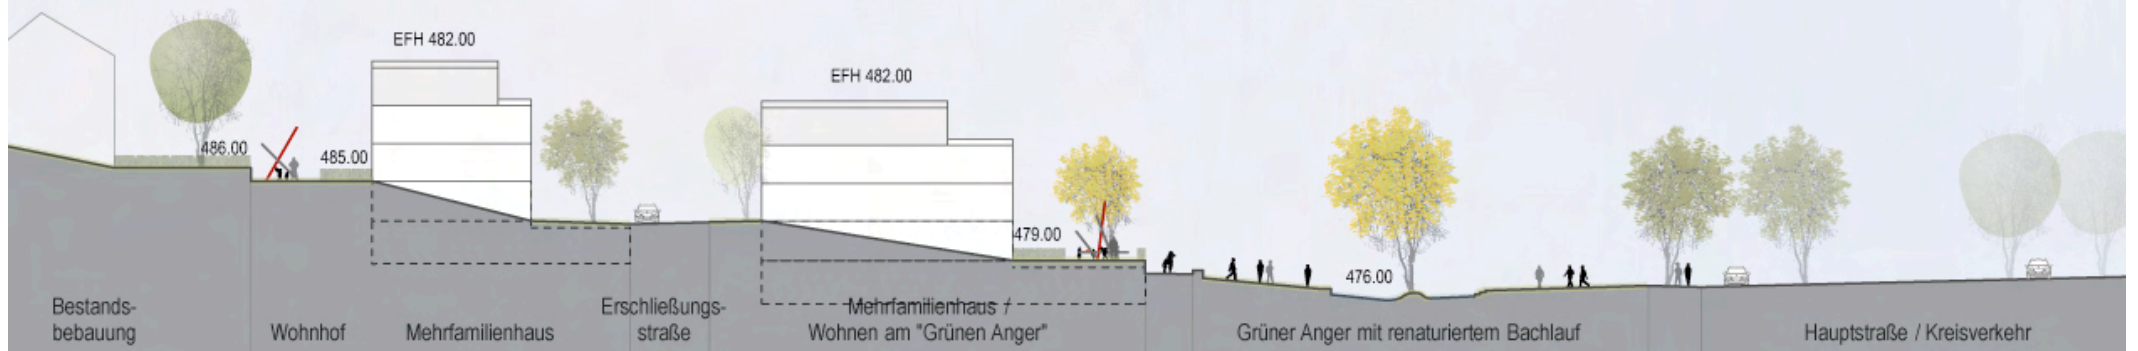 EFH 482.00
EFH 482.00
486.00
485.00
479.00
476.00
Bestands-
bebauung
Wohnhof
Mehrfamilienhaus
Erschließungs-
straße
Mehrfamilienhaus /
Wohnen am "Grünen Anger"
Grüner Anger mit renaturiertem Bachlauf
Hauptstraße / Kreisverkehr